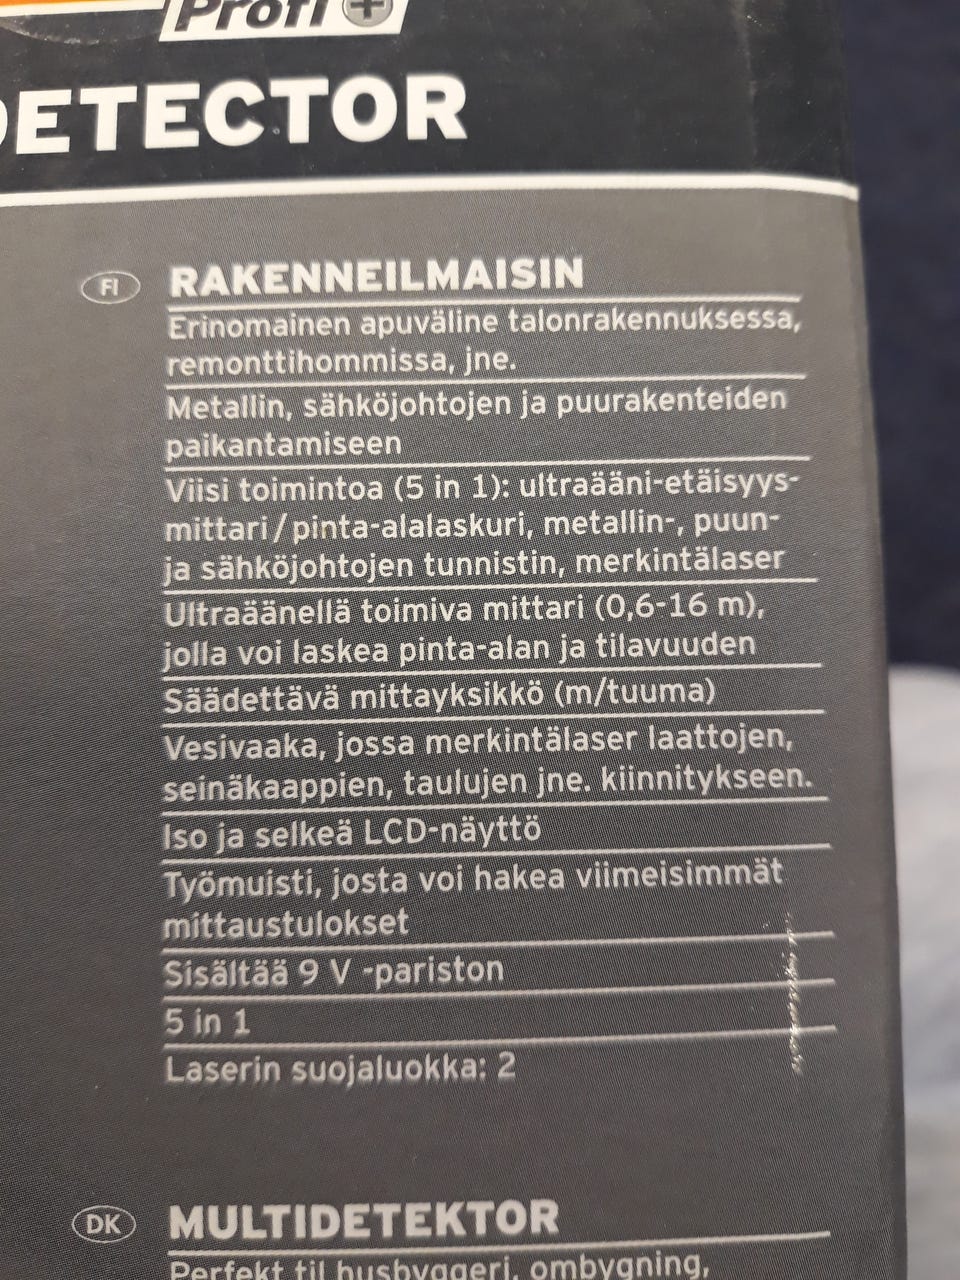 Profi
DETECTOR
FI
RAKENNEILMAISIN
Erinomainen apuväline talonrakennuksessa,
remonttihommissa, jne.
Metallin, sähköjohtojen ja puurakenteiden
paikantamiseen
Viisi toimintoa (5 in 1): ultraääni-etäisyys-
mittari/pinta-alalaskuri, metallin-, puun-
ja sähköjohtojen tunnistin, merkintälaser
Ultraäänellä toimiva mittari (0,6-16 m),
jolla voi laskea pinta-alan ja tilavuuden
Säädettävä mittayksikkö (m/tuuma)
Vesivaaka, jossa merkintälaser laattojen,
seinäkaappien, taulujen jne. kiinnitykseen.
Iso ja selkeä LCD-näyttö
Työmuisti, josta voi hakea viimeisimmät
mittaustulokset
Sisältää 9 V -pariston
5 in 1
Laserin suojaluokka: 2
DK
MULTIDETEKTOR
Perfekt til husbyggeri, ombygning,